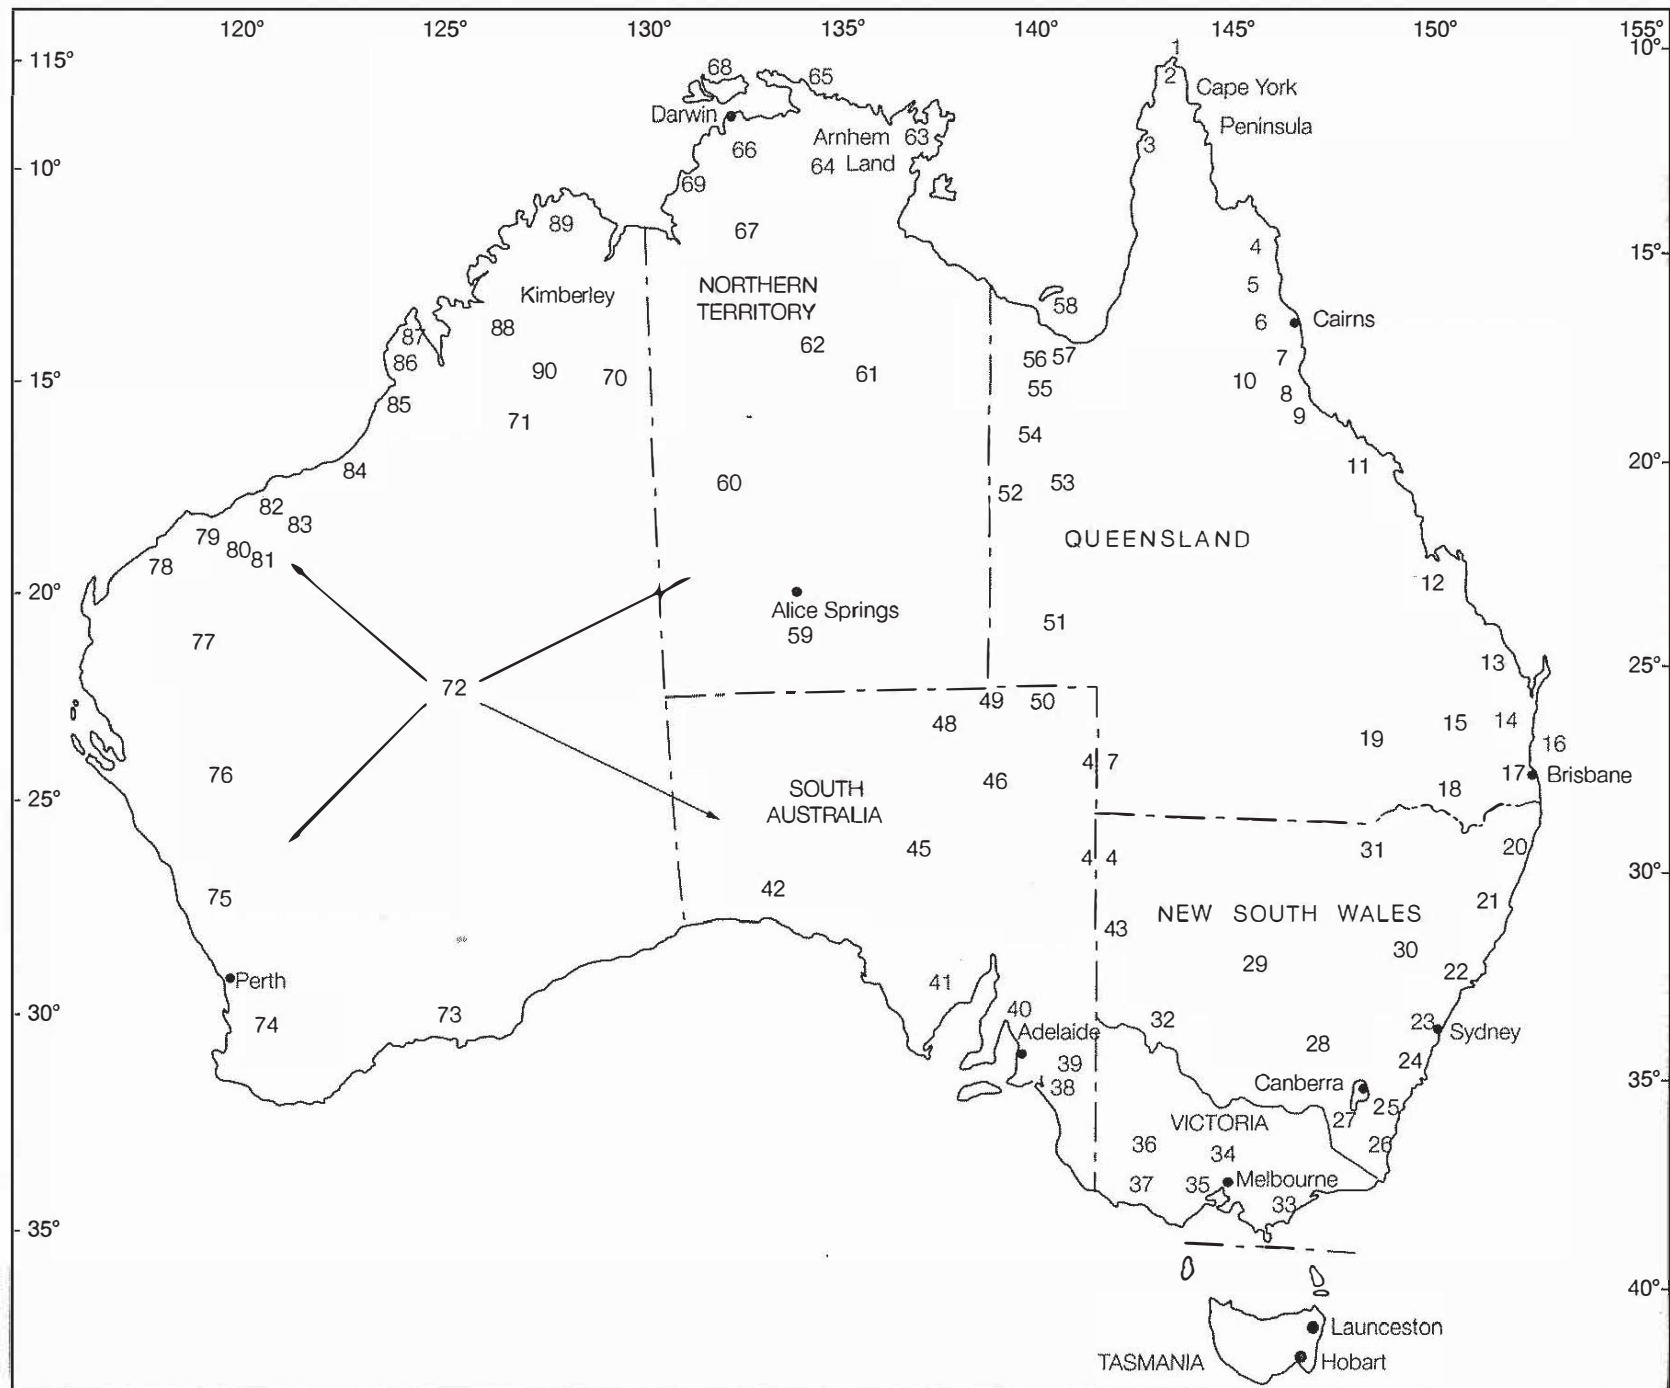 120° 125° 130° 135° 140° 145° 150° 155°
115° 10°
1
68 65 2 Cape York
Darwin Arnhem 63 Peninsula
66 64 Land 3
10°
69
89 67 4 15°
NORTHERN
TERRITORY
Kimberley 58 5
87 88 62 6 Cairns
86 56 57 7
15° 90 70 61 55 10 8
85 71 9
54
84 11 20°
82 60 52 53
79 83
80 81 QUEENSLAND
78 12
20° Alice Springs
77 59 51
13 25°
72 49 50
48 15 14
19 16
76 46 4 7 17 Brisbane
25° SOUTH
AUSTRALIA 18
45 4 4 31 20
75 42 30°
43 NEW SOUTH WALES 21
29 30 22
Perth 41
30° 74 73 40 32 23 Sydney
Adelaide 28
39 24
38 Canberra 35°
27 25
VICTORIA
36 34 26
37 35 Melbourne
33
35°
40°
Launceston
TASMANIA Hobart